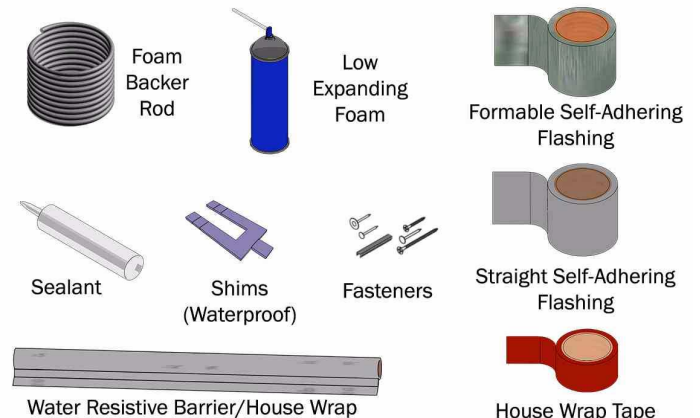 Foam
Backer
Rod
Low
Expanding
Foam
Formable Self-Adhering
Flashing
Sealant
Shims
(Waterproof)
Fasteners
Straight Self-Adhering
Flashing
Water Resistive Barrier/House Wrap
House Wrap Tape